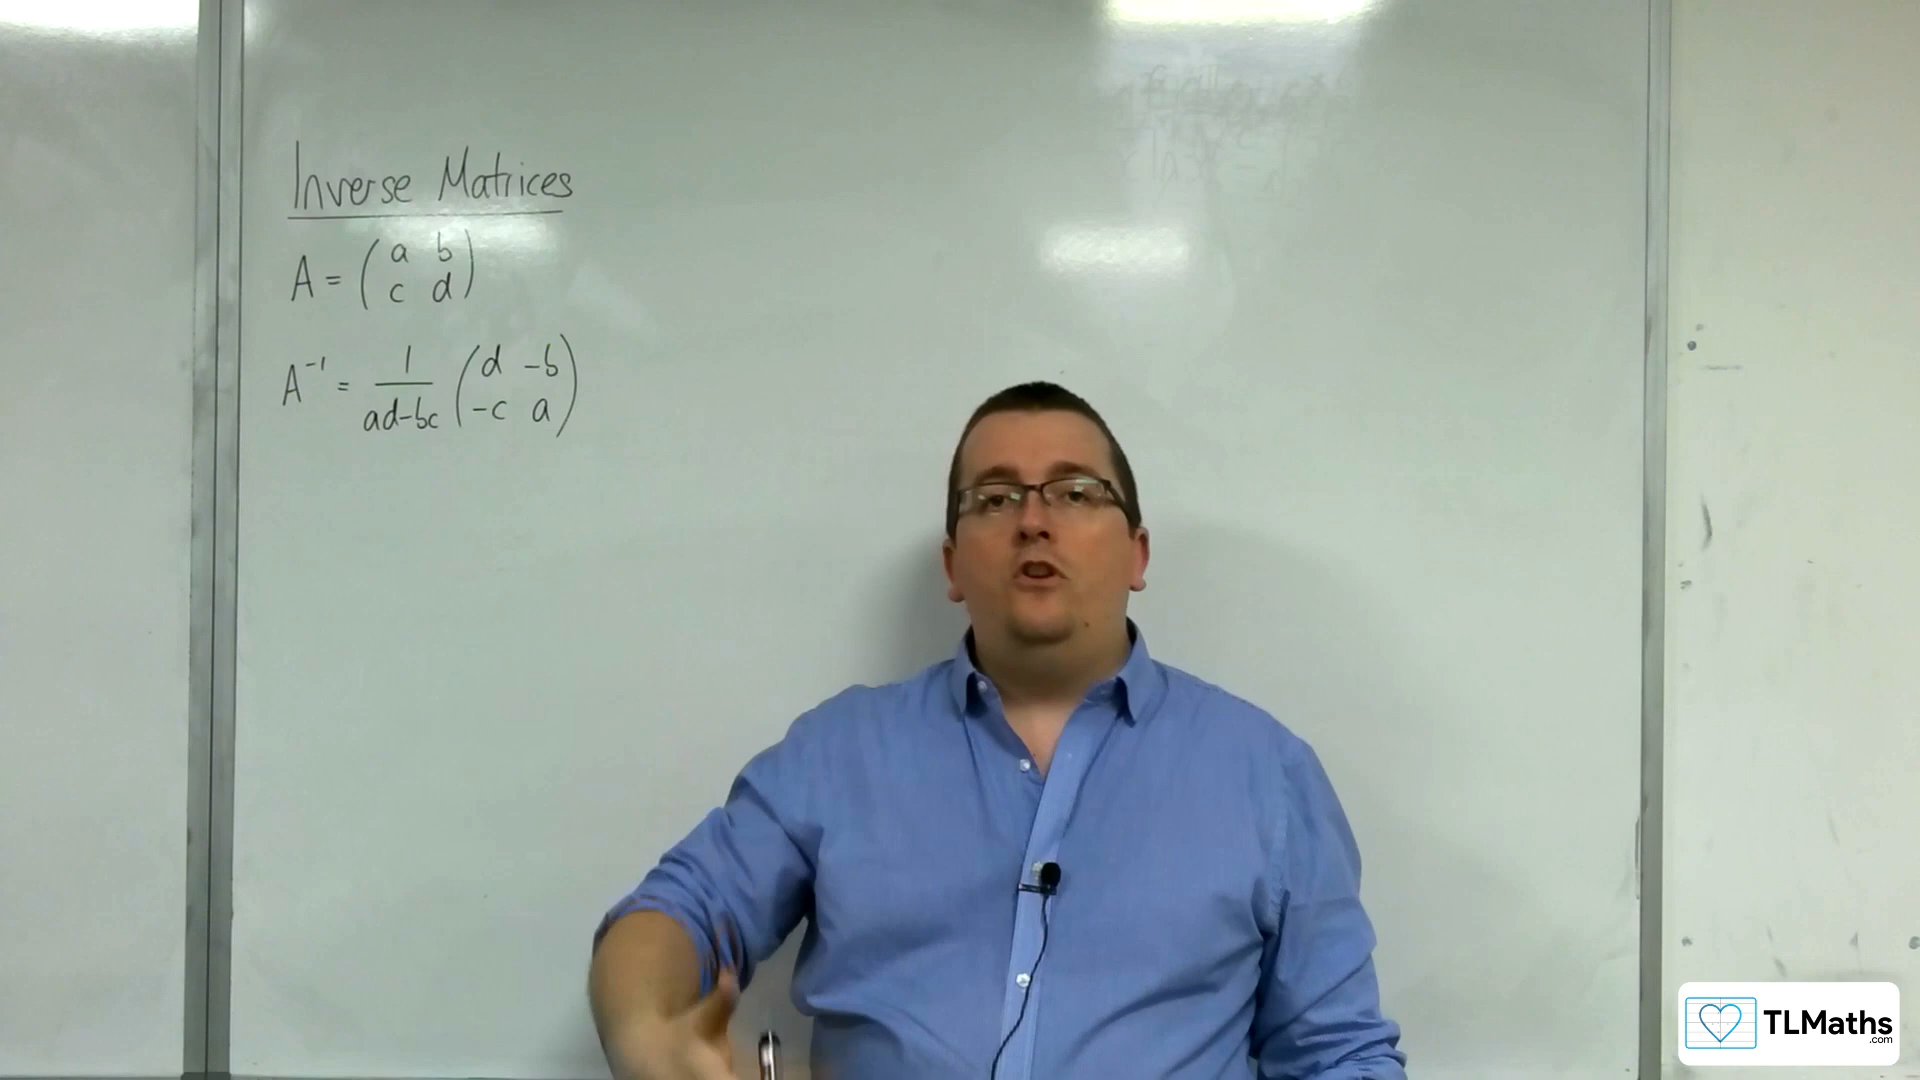 Inverse Matrices
A = ( a b
c d )
A⁻¹ = 1/(ad-bc) ( d -b
-c a )
TLMaths
.com